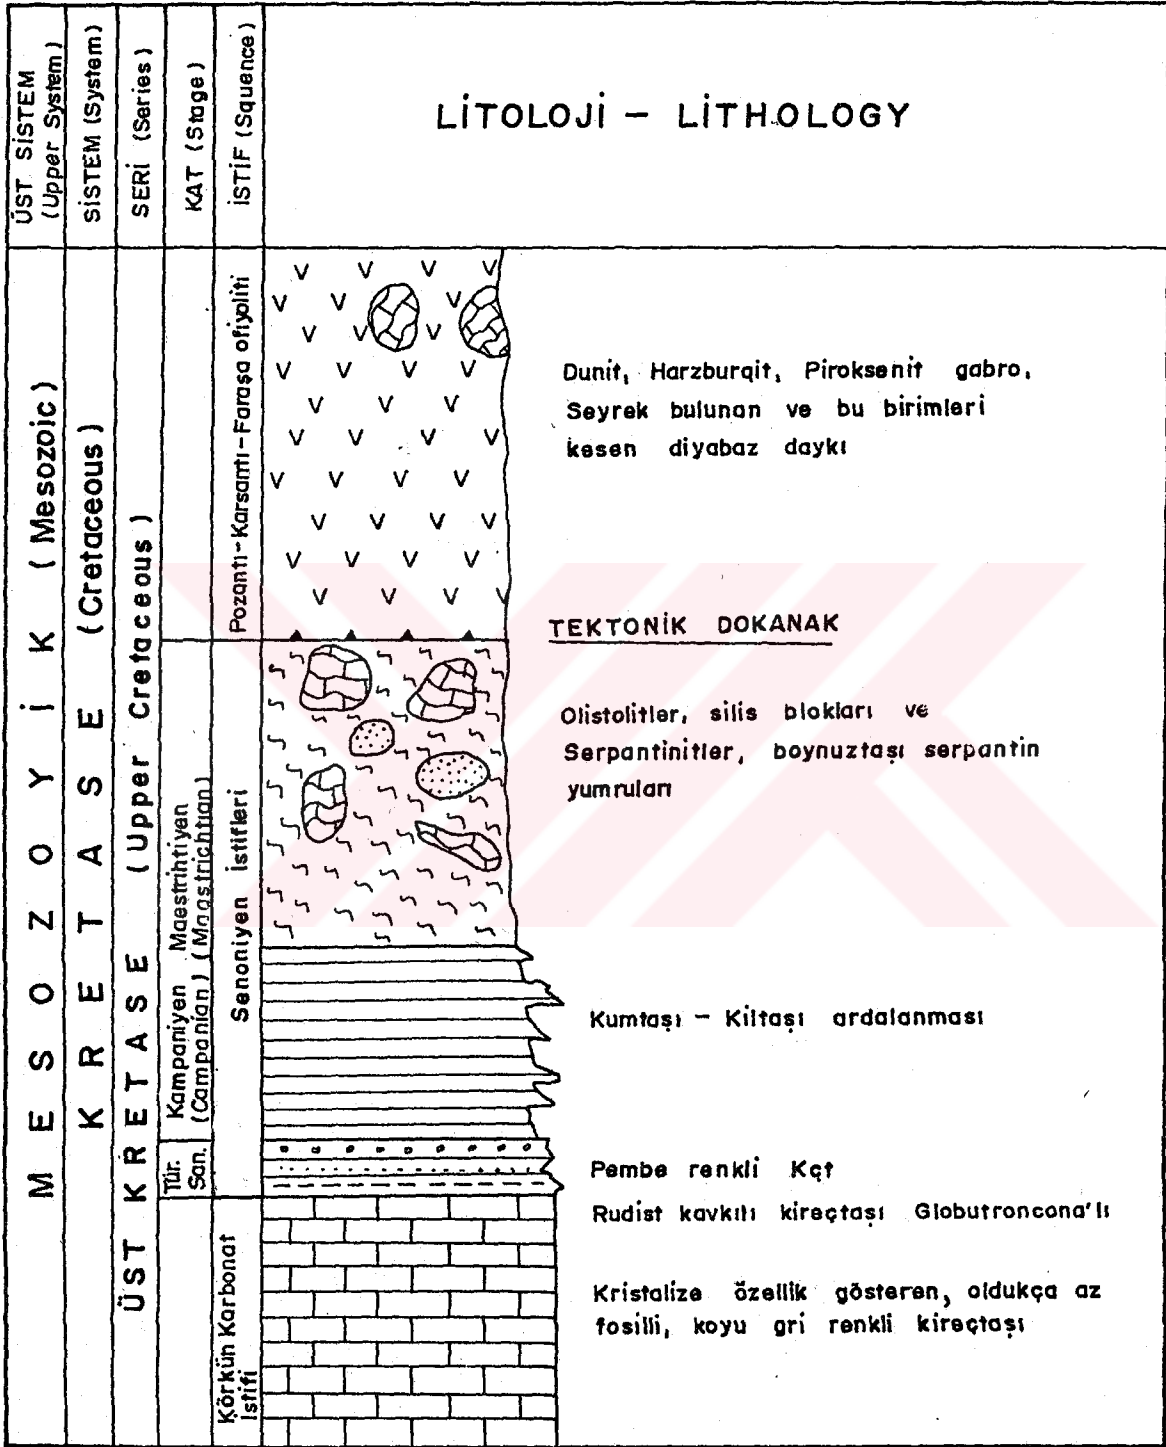 ÜST SİSTEM
(Upper System)
SİSTEM (System)
SERİ (Series)
KAT (Stage)
İSTİF (Squence)
LİTOLOJİ – LİTHOLOGY
MESOZOYİK (Mesozoic)
KRETASE (Cretaceous)
ÜST KRETASE (Upper Cretaceous)
Pozantı-Karsantı-Faraşa ofiyoliti
Dunit, Harzburgit, Piroksenit gabro,
Seyrek bulunan ve bu birimleri
kesen diyabaz daykı
TEKTONİK DOKANAK
Kampaniyen Maestrihtiyen
(Campanian) (Maastrichtian)
Senoniyen istifleri
Olistolitler, silis blokları ve
Serpantinitler, boynuztaşı serpantin
yumruları
Kumtaşı – Kiltaşı ardalanması
Tür.
San.
Pembe renkli Kçt
Rudist kavkılı kireçtaşı Globutroncana'lı
Körkün Karbonat
İstifi
Kristalize özellik gösteren, oldukça az
fosilli, koyu gri renkli kireçtaşı